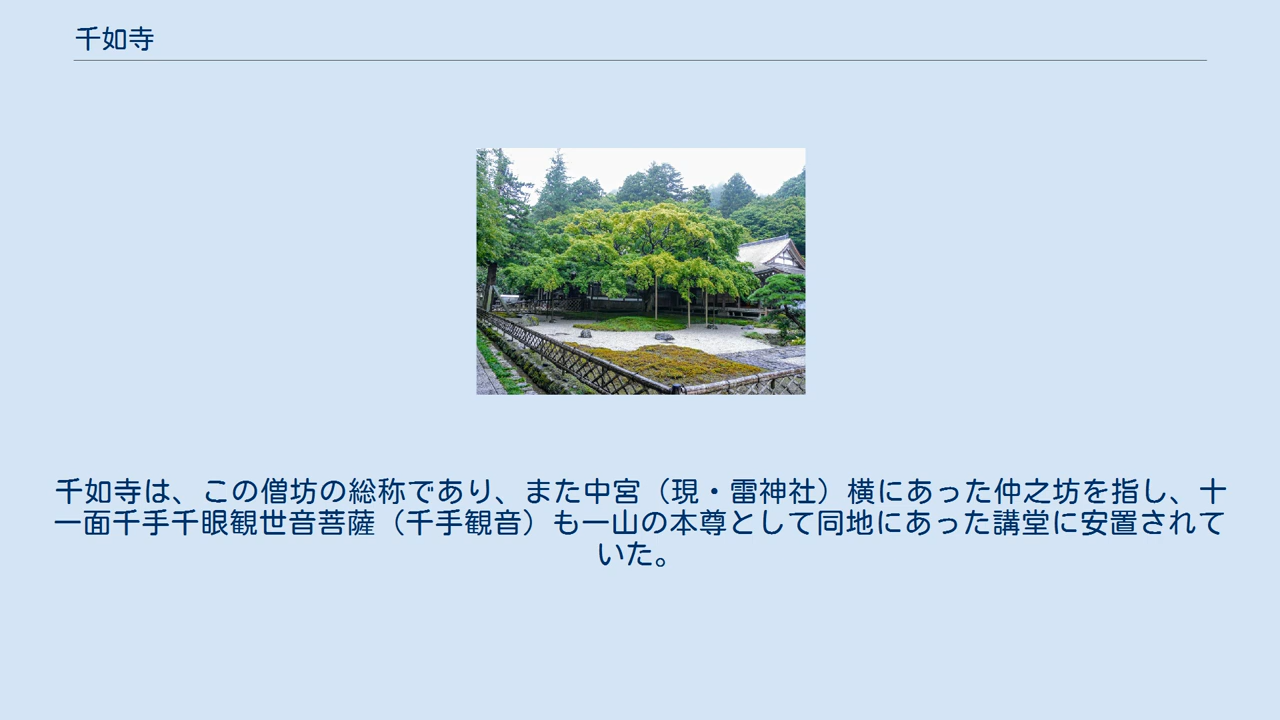 千如寺
千如寺は、この僧坊の総称であり、また中宮（現・雷神社）横にあった仲之坊を指し、十
一面千手千眼観世音菩薩（千手観音）も一山の本尊として同地にあった講堂に安置されて
いた。